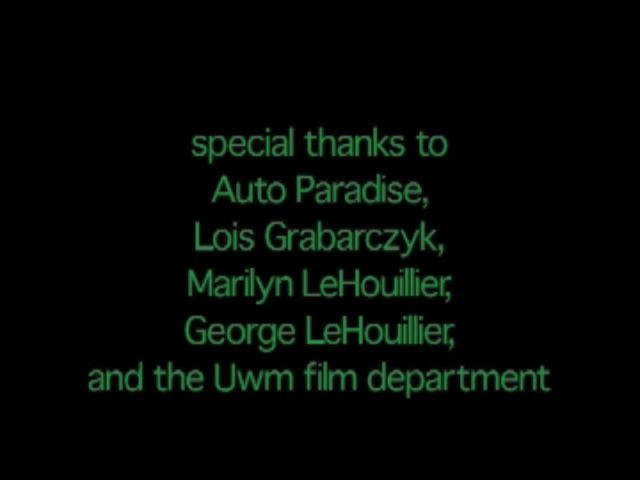 special thanks to
Auto Paradise,
Lois Grabarczyk,
Marilyn LeHouillier,
George LeHouillier,
and the Uwm film department